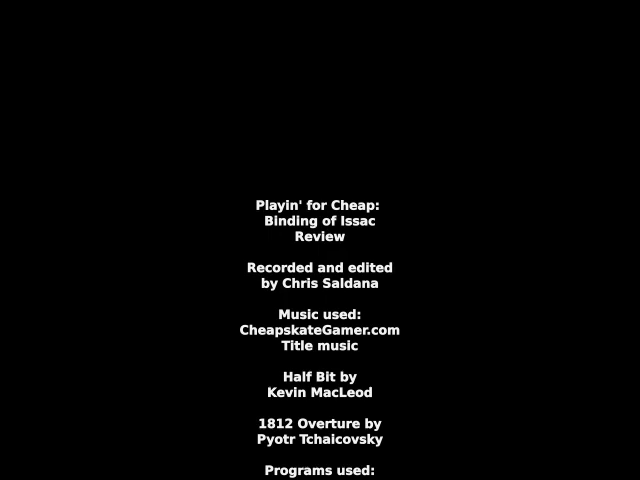 Playin' for Cheap:
Binding of Issac
Review
Recorded and edited
by Chris Saldana
Music used:
CheapskateGamer.com
Title music
Half Bit by
Kevin MacLeod
1812 Overture by
Pyotr Tchaicovsky
Programs used: